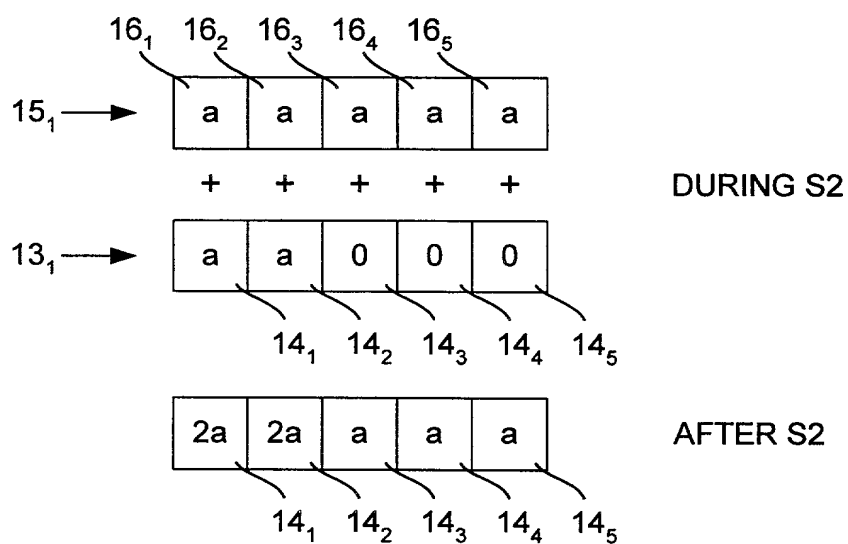 16₁ 16₂ 16₃ 16₄ 16₅
15₁ a a a a a
+ + + + + DURING S2
13₁ a a 0 0 0
14₁ 14₂ 14₃ 14₄ 14₅
2a 2a a a a AFTER S2
14₁ 14₂ 14₃ 14₄ 14₅